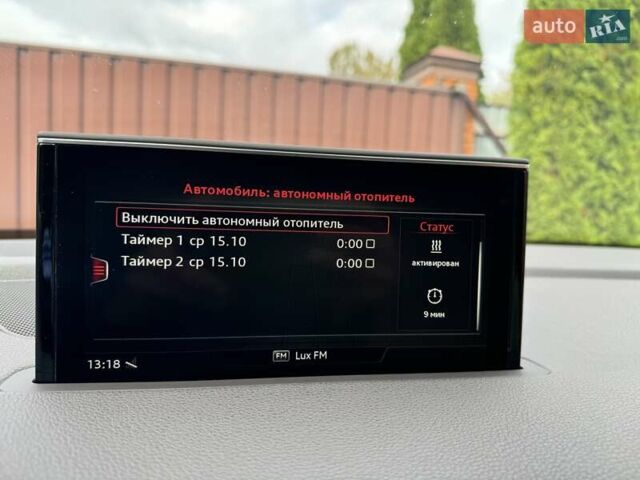 auto RIA.com
Автомобиль: автономный отопитель
Выключить автономный отопитель
Таймер 1 ср 15.10 0:00
Таймер 2 ср 15.10 0:00
Статус
активирован
9 мин
13:18
FM Lux FM